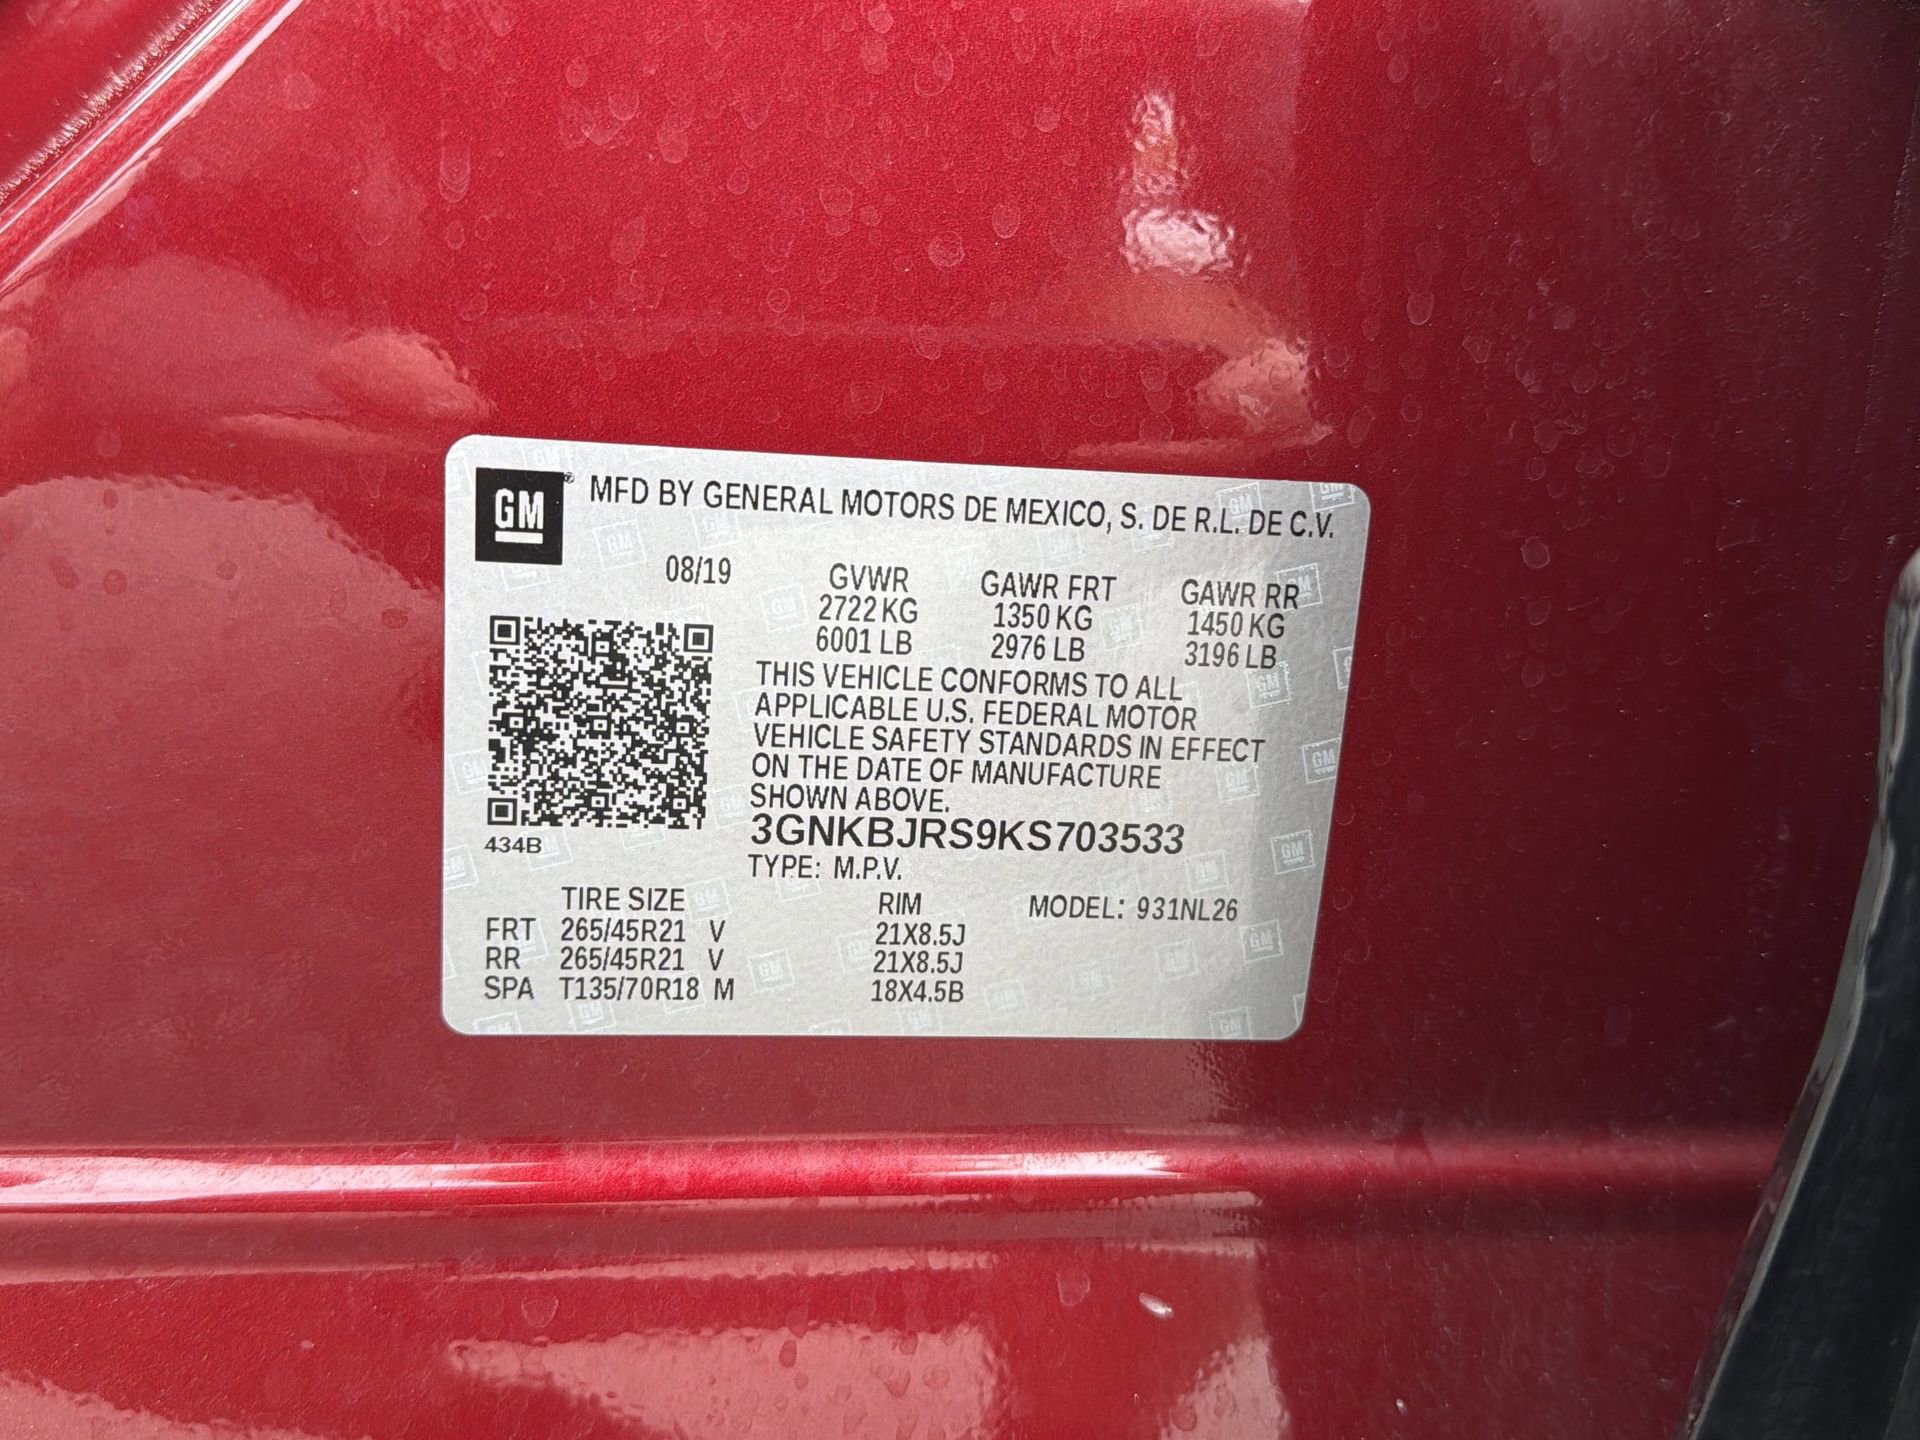 GM MFD BY GENERAL MOTORS DE MEXICO, S. DE R.L. DE C.V.
08/19 GVWR GAWR FRT GAWR RR
2722 KG 1350 KG 1450 KG
6001 LB 2976 LB 3196 LB
THIS VEHICLE CONFORMS TO ALL
APPLICABLE U.S. FEDERAL MOTOR
VEHICLE SAFETY STANDARDS IN EFFECT
ON THE DATE OF MANUFACTURE
SHOWN ABOVE.
434B
3GNKBJRS9KS703533
TYPE: M.P.V.
TIRE SIZE RIM MODEL: 931NL26
FRT 265/45R21 V 21X8.5J
RR 265/45R21 V 21X8.5J
SPA T135/70R18 M 18X4.5B